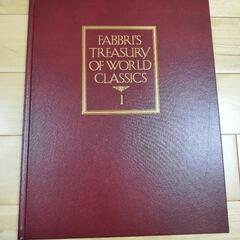 FABBRI'S
TREASURY
OF WORLD
CLASSICS
I